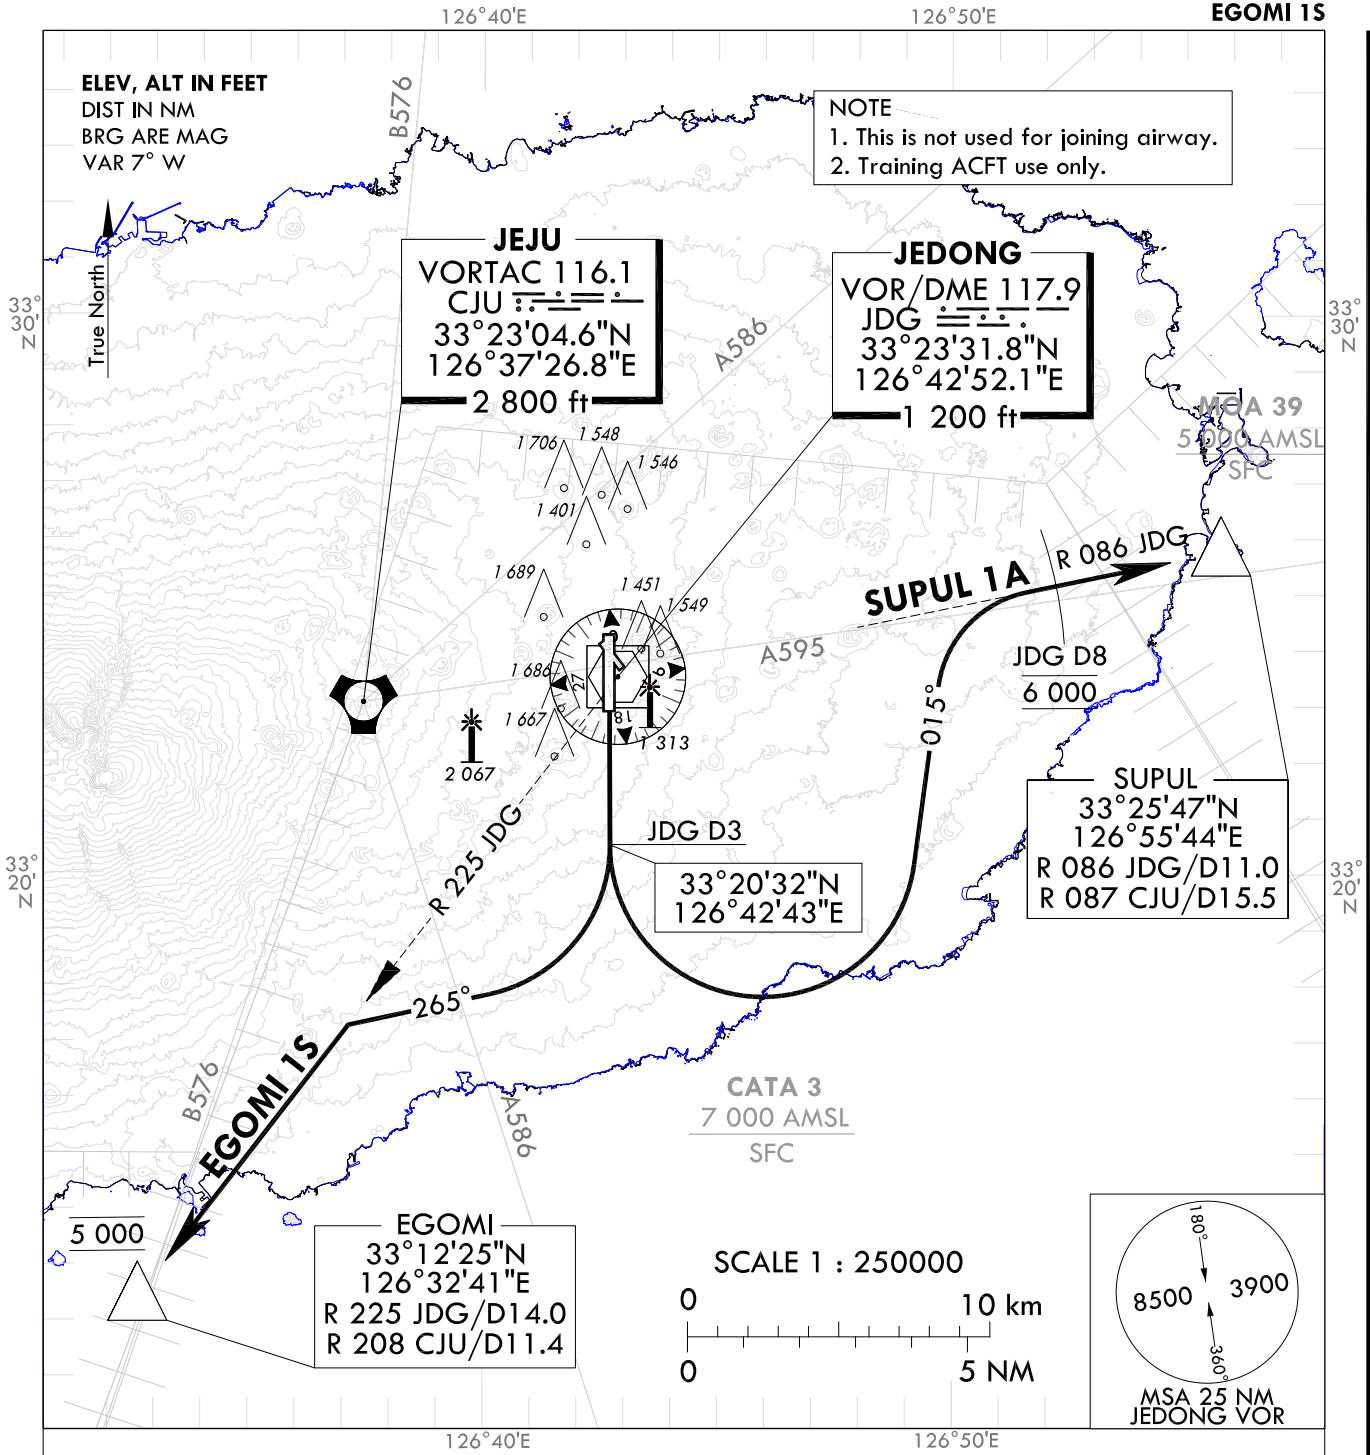 126°40'E
126°50'E
EGOMI 1S
ELEV, ALT IN FEET
DIST IN NM
BRG ARE MAG
VAR 7° W
B576
NOTE
1. This is not used for joining airway.
2. Training ACFT use only.
True North
JEJU
VORTAC 116.1
CJU
33°23'04.6"N
126°37'26.8"E
2 800 ft
JEDONG
VOR/DME 117.9
JDG
33°23'31.8"N
126°42'52.1"E
1 200 ft
33°
30'
N
33°
30'
N
A586
MOA 39
5 000 AMSL
SFC
1 706
1 548
1 546
1 401
1 689
1 451
1 549
R 086 JDG
SUPUL 1A
A595
JDG D8
6 000
1 686
27
9
18
1 667
1 313
2 067
015°
R 225 JDG
JDG D3
33°20'32"N
126°42'43"E
SUPUL
33°25'47"N
126°55'44"E
R 086 JDG/D11.0
R 087 CJU/D15.5
33°
20'
N
33°
20'
N
265°
EGOMI 1S
B576
A586
CATA 3
7 000 AMSL
SFC
5 000
EGOMI
33°12'25"N
126°32'41"E
R 225 JDG/D14.0
R 208 CJU/D11.4
SCALE 1 : 250000
0 10 km
0 5 NM
180°
8500 3900
360°
MSA 25 NM
JEDONG VOR
126°40'E
126°50'E